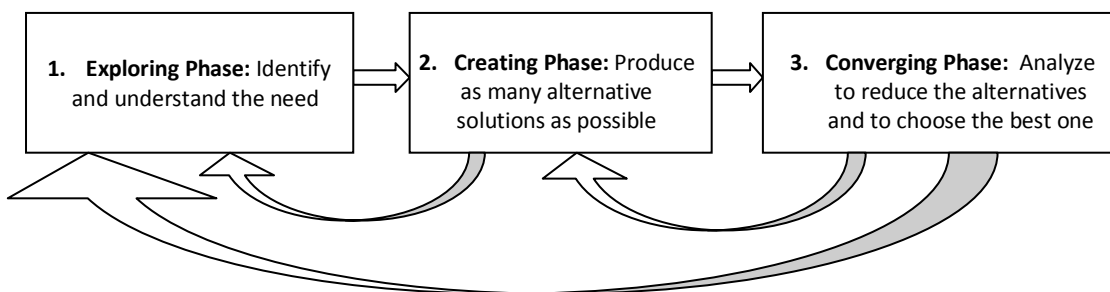 1. Exploring Phase: Identify
and understand the need
2. Creating Phase: Produce
as many alternative
solutions as possible
3. Converging Phase: Analyze
to reduce the alternatives
and to choose the best one